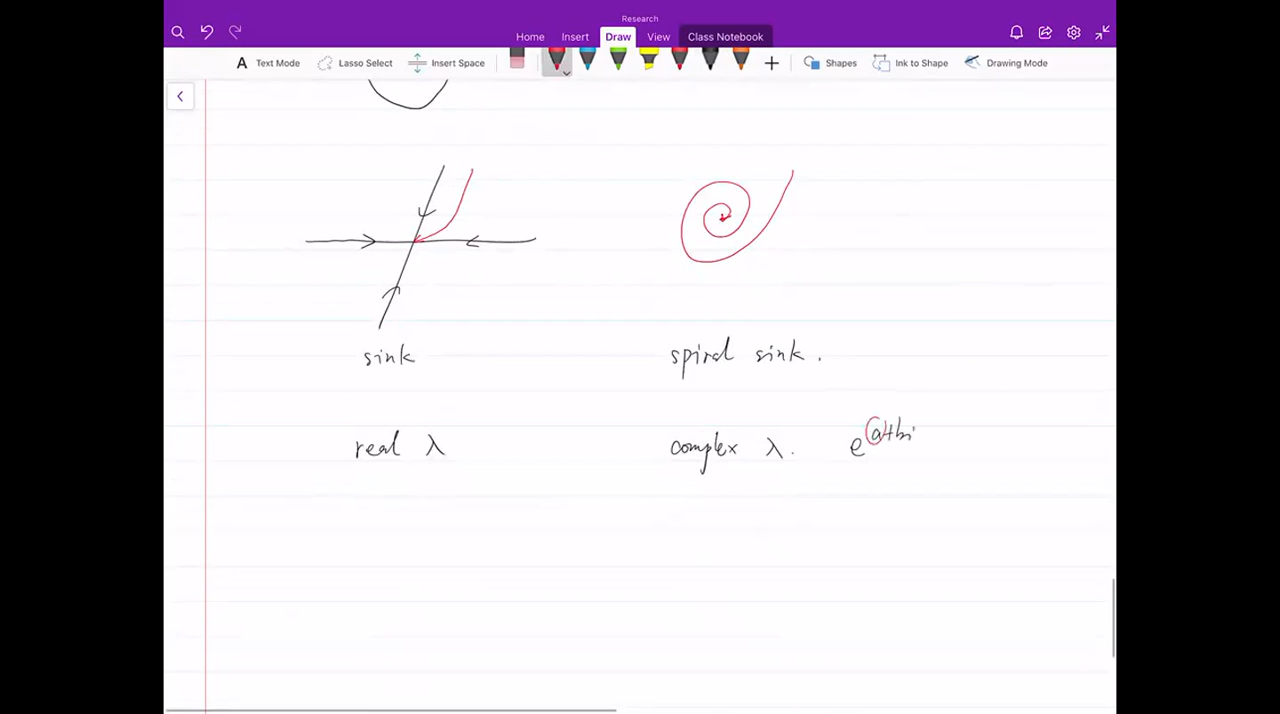 Research
Home Insert Draw View Class Notebook
A Text Mode Lasso Select Insert Space Shapes Ink to Shape Drawing Mode
sink spiral sink.
real λ complex λ. e^a+bi